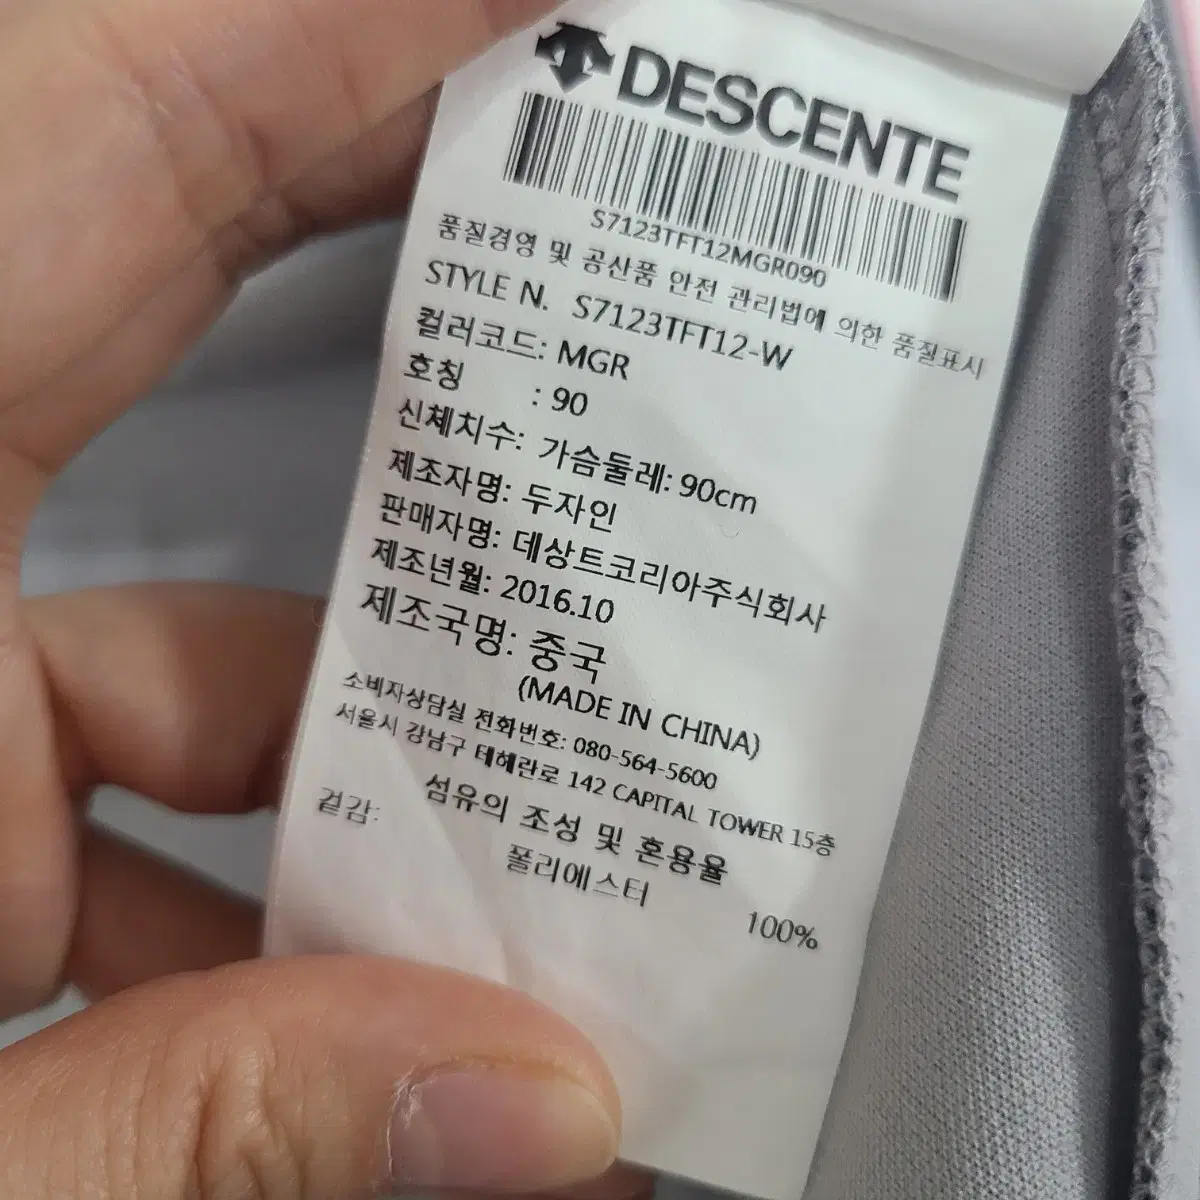 DESCENTE
S7123TFT12MGR090
품질경영 및 공산품 안전 관리법에 의한 품질표시
STYLE N. S7123TFT12-W
컬러코드: MGR
호칭 : 90
신체치수: 가슴둘레: 90cm
제조자명: 두자인
판매자명: 데상트코리아주식회사
제조년월: 2016.10
제조국명: 중국
(MADE IN CHINA)
소비자상담실 전화번호: 080-564-5600
서울시 강남구 테헤란로 142 CAPITAL TOWER 15층
섬유의 조성 및 혼용율
겉감: 폴리에스터 100%